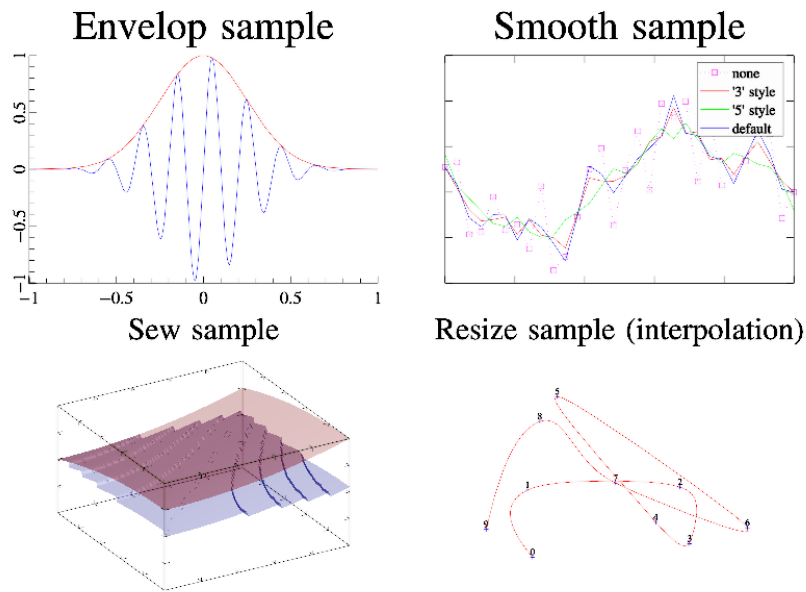 Envelop sample
Smooth sample
1
0.5
0
−0.5
−1
−1
−0.5
0
0.5
1
none
'3' style
'5' style
default
Sew sample
Resize sample (interpolation)
5
8
7
2
1
4
6
9
3
0